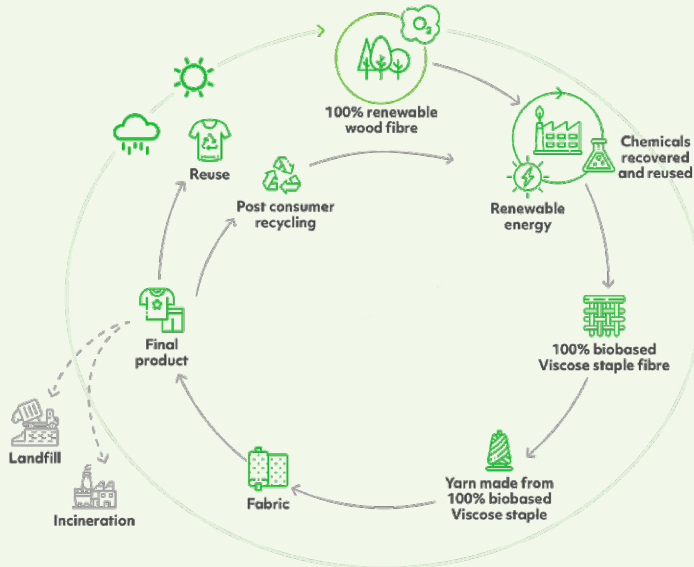 O2
100% renewable
wood fibre
Chemicals
recovered
and reused
Reuse
Post consumer
recycling
Renewable
energy
Final
product
100% biobased
Viscose staple fibre
Landfill
Fabric
Yarn made from
100% biobased
Viscose staple
Incineration